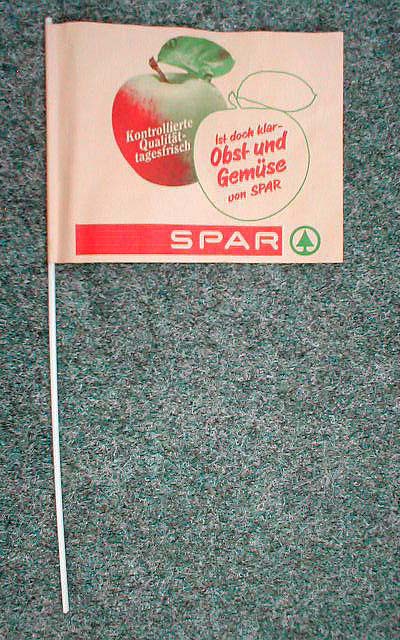 Kontrollierte
Qualität-
tagesfrisch
Ist doch klar-
Obst und
Gemüse
von SPAR
SPAR